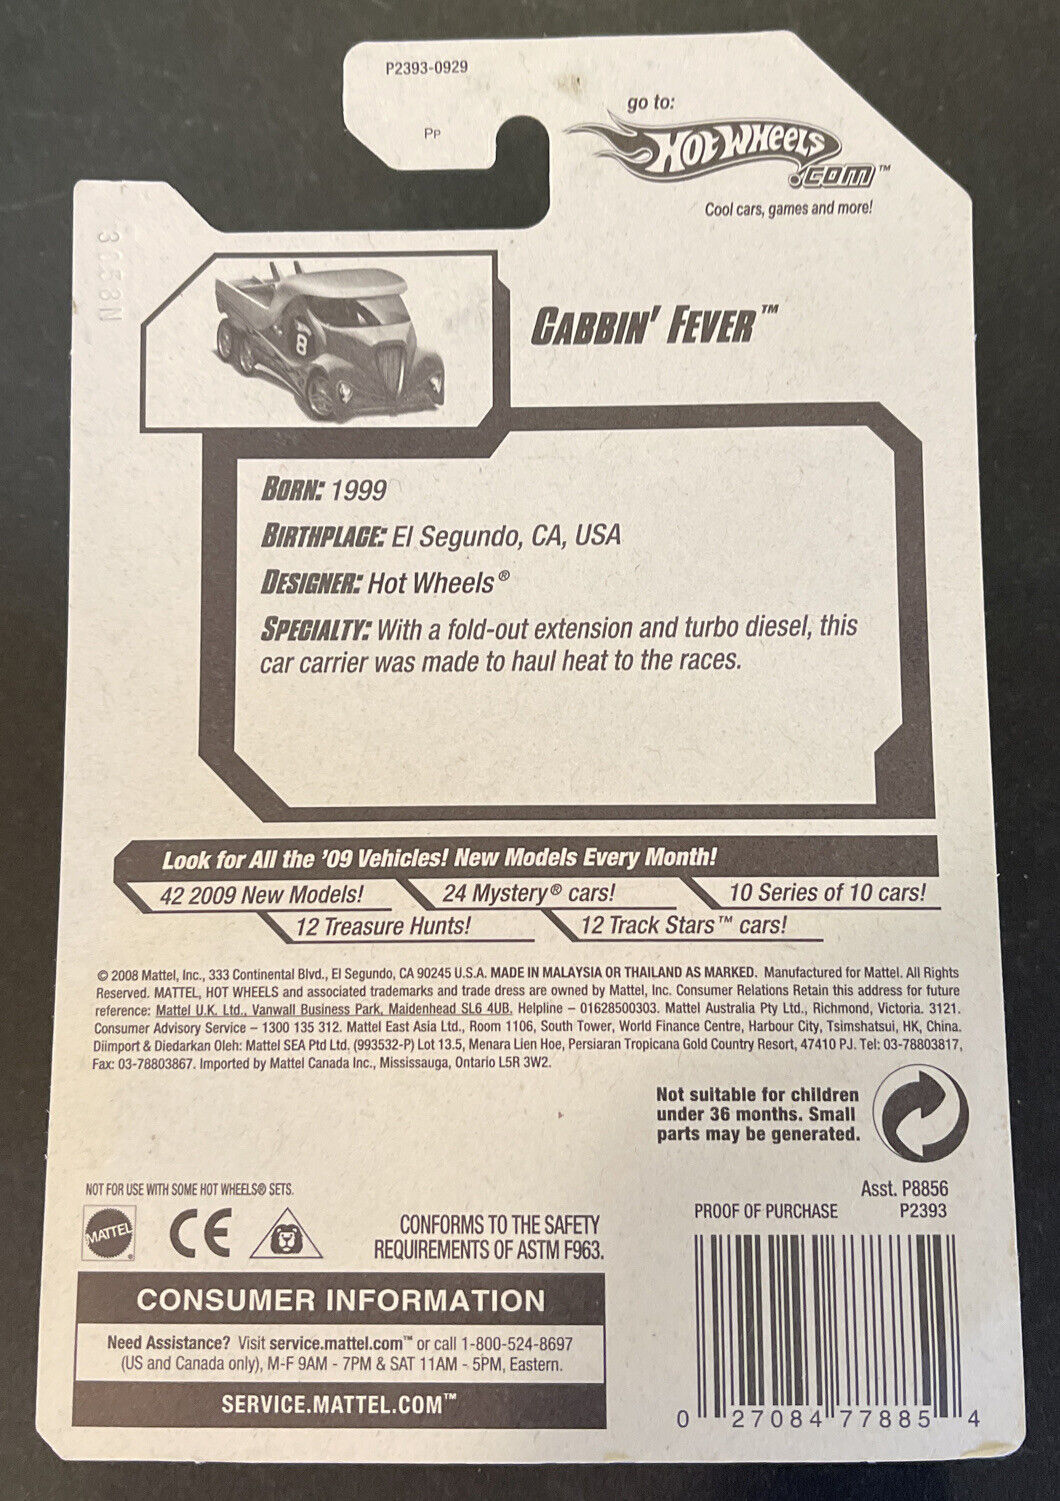 P2393-0929
PP
go to:
HOT WHEELS
.COM™
Cool cars, games and more!
3058N
8
CABBIN' FEVER™
BORN: 1999
BIRTHPLACE: El Segundo, CA, USA
DESIGNER: Hot Wheels®
SPECIALTY: With a fold-out extension and turbo diesel, this
car carrier was made to haul heat to the races.
Look for All the '09 Vehicles! New Models Every Month!
42 2009 New Models! 24 Mystery® cars! 10 Series of 10 cars!
12 Treasure Hunts! 12 Track Stars™ cars!
© 2008 Mattel, Inc., 333 Continental Blvd., El Segundo, CA 90245 U.S.A. MADE IN MALAYSIA OR THAILAND AS MARKED. Manufactured for Mattel. All Rights
Reserved. MATTEL, HOT WHEELS and associated trademarks and trade dress are owned by Mattel, Inc. Consumer Relations Retain this address for future
reference: Mattel U.K. Ltd., Vanwall Business Park, Maidenhead SL6 4UB. Helpline – 01628500303. Mattel Australia Pty Ltd., Richmond, Victoria. 3121.
Consumer Advisory Service – 1300 135 312. Mattel East Asia Ltd., Room 1106, South Tower, World Finance Centre, Harbour City, Tsimshatsui, HK, China.
Diimport & Diedarkan Oleh: Mattel SEA Ptd Ltd. (993532-P) Lot 13.5, Menara Lien Hoe, Persiaran Tropicana Gold Country Resort, 47410 PJ. Tel: 03-78803817,
Fax: 03-78803867. Imported by Mattel Canada Inc., Mississauga, Ontario L5R 3W2.
Not suitable for children
under 36 months. Small
parts may be generated.
NOT FOR USE WITH SOME HOT WHEELS® SETS.
MATTEL ®
CE
CONFORMS TO THE SAFETY
REQUIREMENTS OF ASTM F963.
Asst. P8856
PROOF OF PURCHASE P2393
CONSUMER INFORMATION
Need Assistance? Visit service.mattel.com™ or call 1-800-524-8697
(US and Canada only), M-F 9AM - 7PM & SAT 11AM - 5PM, Eastern.
SERVICE.MATTEL.COM™
0 27084 77885 4